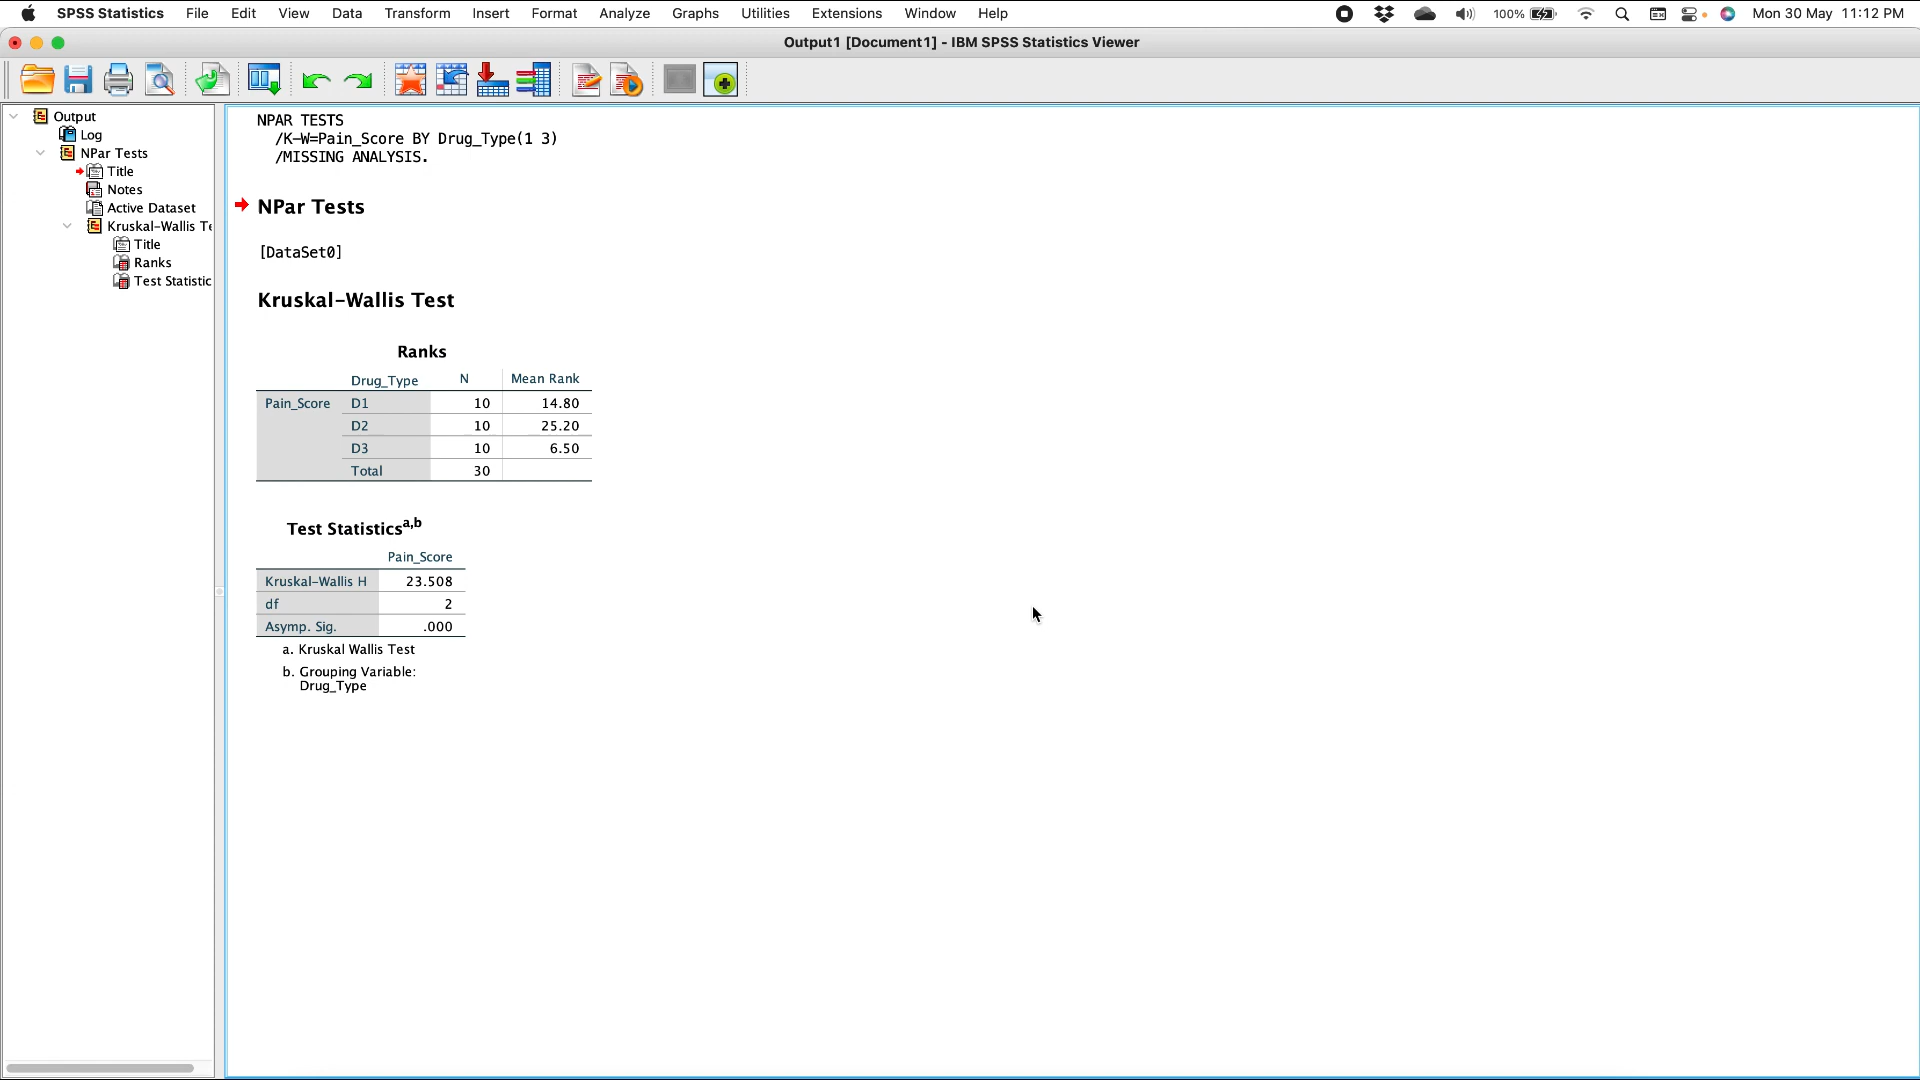 SPSS Statistics File Edit View Data Transform Insert Format Analyze Graphs Utilities Extensions Window Help 100% Mon 30 May 11:12 PM
Output1 [Document1] - IBM SPSS Statistics Viewer
Output
Log
NPar Tests
Title
Notes
Active Dataset
Kruskal-Wallis Te
Title
Ranks
Test Statistic
NPAR TESTS
/K-W=Pain_Score BY Drug_Type(1 3)
/MISSING ANALYSIS.
NPar Tests
[DataSet0]
Kruskal-Wallis Test
Ranks
Drug_Type N Mean Rank
Pain_Score D1 10 14.80
D2 10 25.20
D3 10 6.50
Total 30
Test Statistics a,b
Pain_Score
Kruskal-Wallis H 23.508
df 2
Asymp. Sig. .000
a. Kruskal Wallis Test
b. Grouping Variable:
Drug_Type